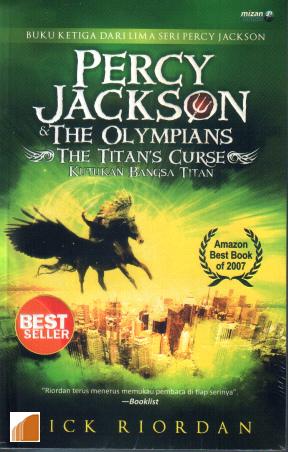 mizan
BUKU KETIGA DARI LIMA SERI PERCY JACKSON
PERCY
JACKSON
& THE OLYMPIANS
THE TITAN'S CURSE
KUTUKAN BANGSA TITAN
Amazon
Best Book
of 2007
BEST
SELLER
"Riordan terus menerus memukau pembaca di tiap serinya".
—Booklist
ICK RIORDAN